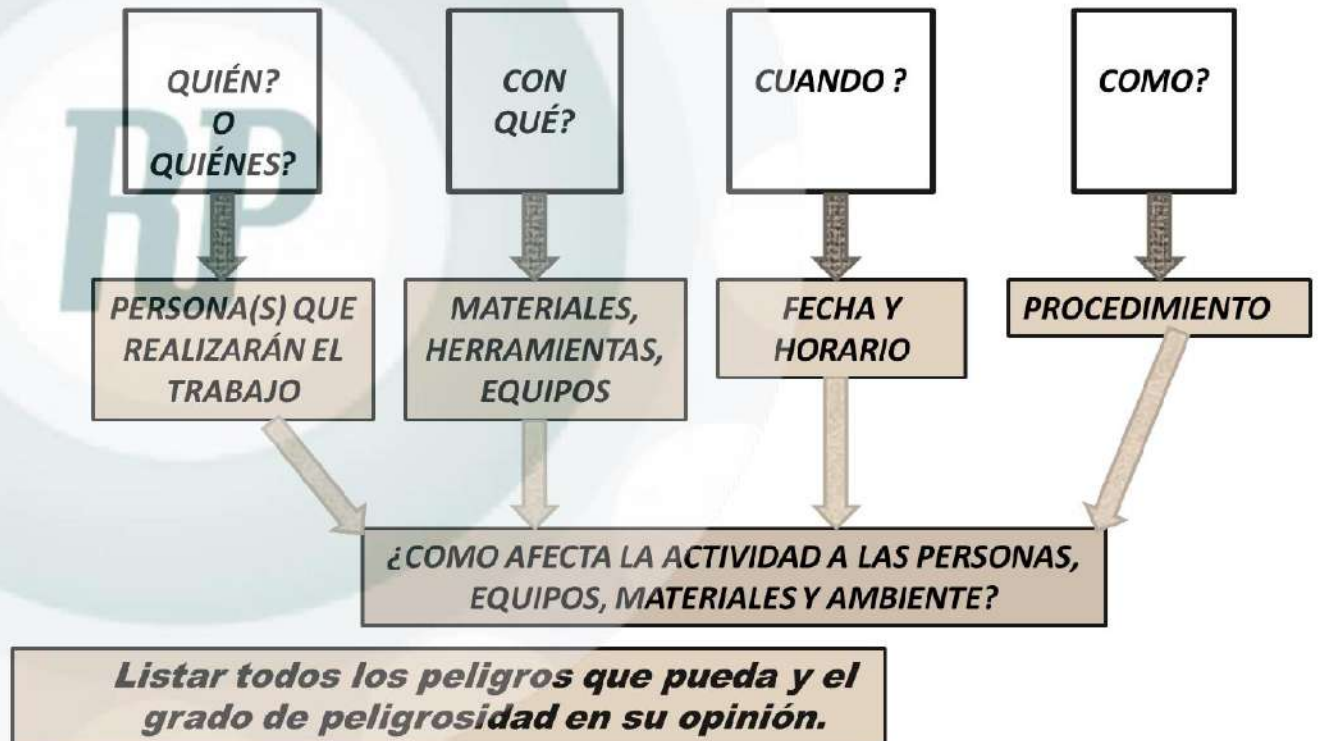 QUIÉN?
O
QUIÉNES?
CON
QUÉ?
CUANDO ?
COMO?
PERSONA(S) QUE
REALIZARÁN EL
TRABAJO
MATERIALES,
HERRAMIENTAS,
EQUIPOS
FECHA Y
HORARIO
PROCEDIMIENTO
¿COMO AFECTA LA ACTIVIDAD A LAS PERSONAS,
EQUIPOS, MATERIALES Y AMBIENTE?
Listar todos los peligros que pueda y el
grado de peligrosidad en su opinión.
RP